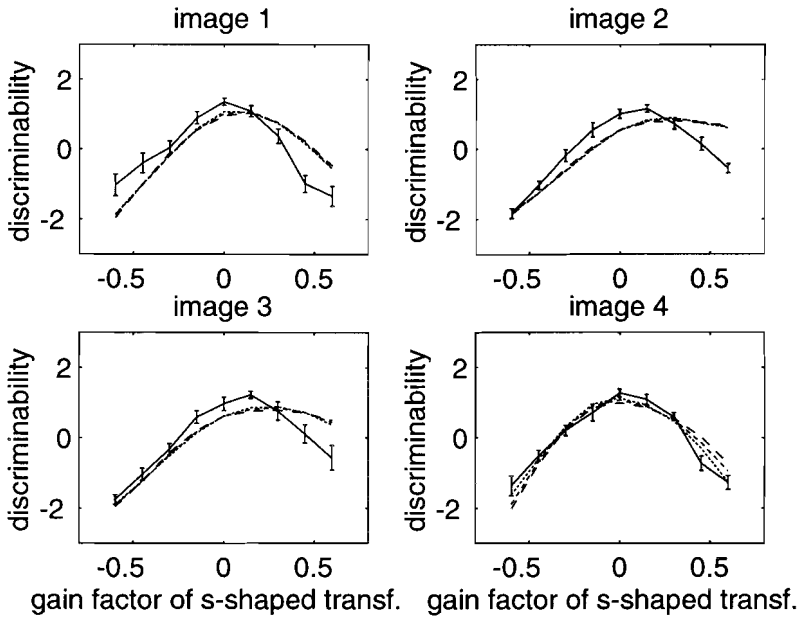 image 1
image 2
discriminability
2
0
-2
discriminability
2
0
-2
-0.5 0 0.5
-0.5 0 0.5
image 3
image 4
discriminability
2
0
-2
discriminability
2
0
-2
-0.5 0 0.5
-0.5 0 0.5
gain factor of s-shaped transf.
gain factor of s-shaped transf.